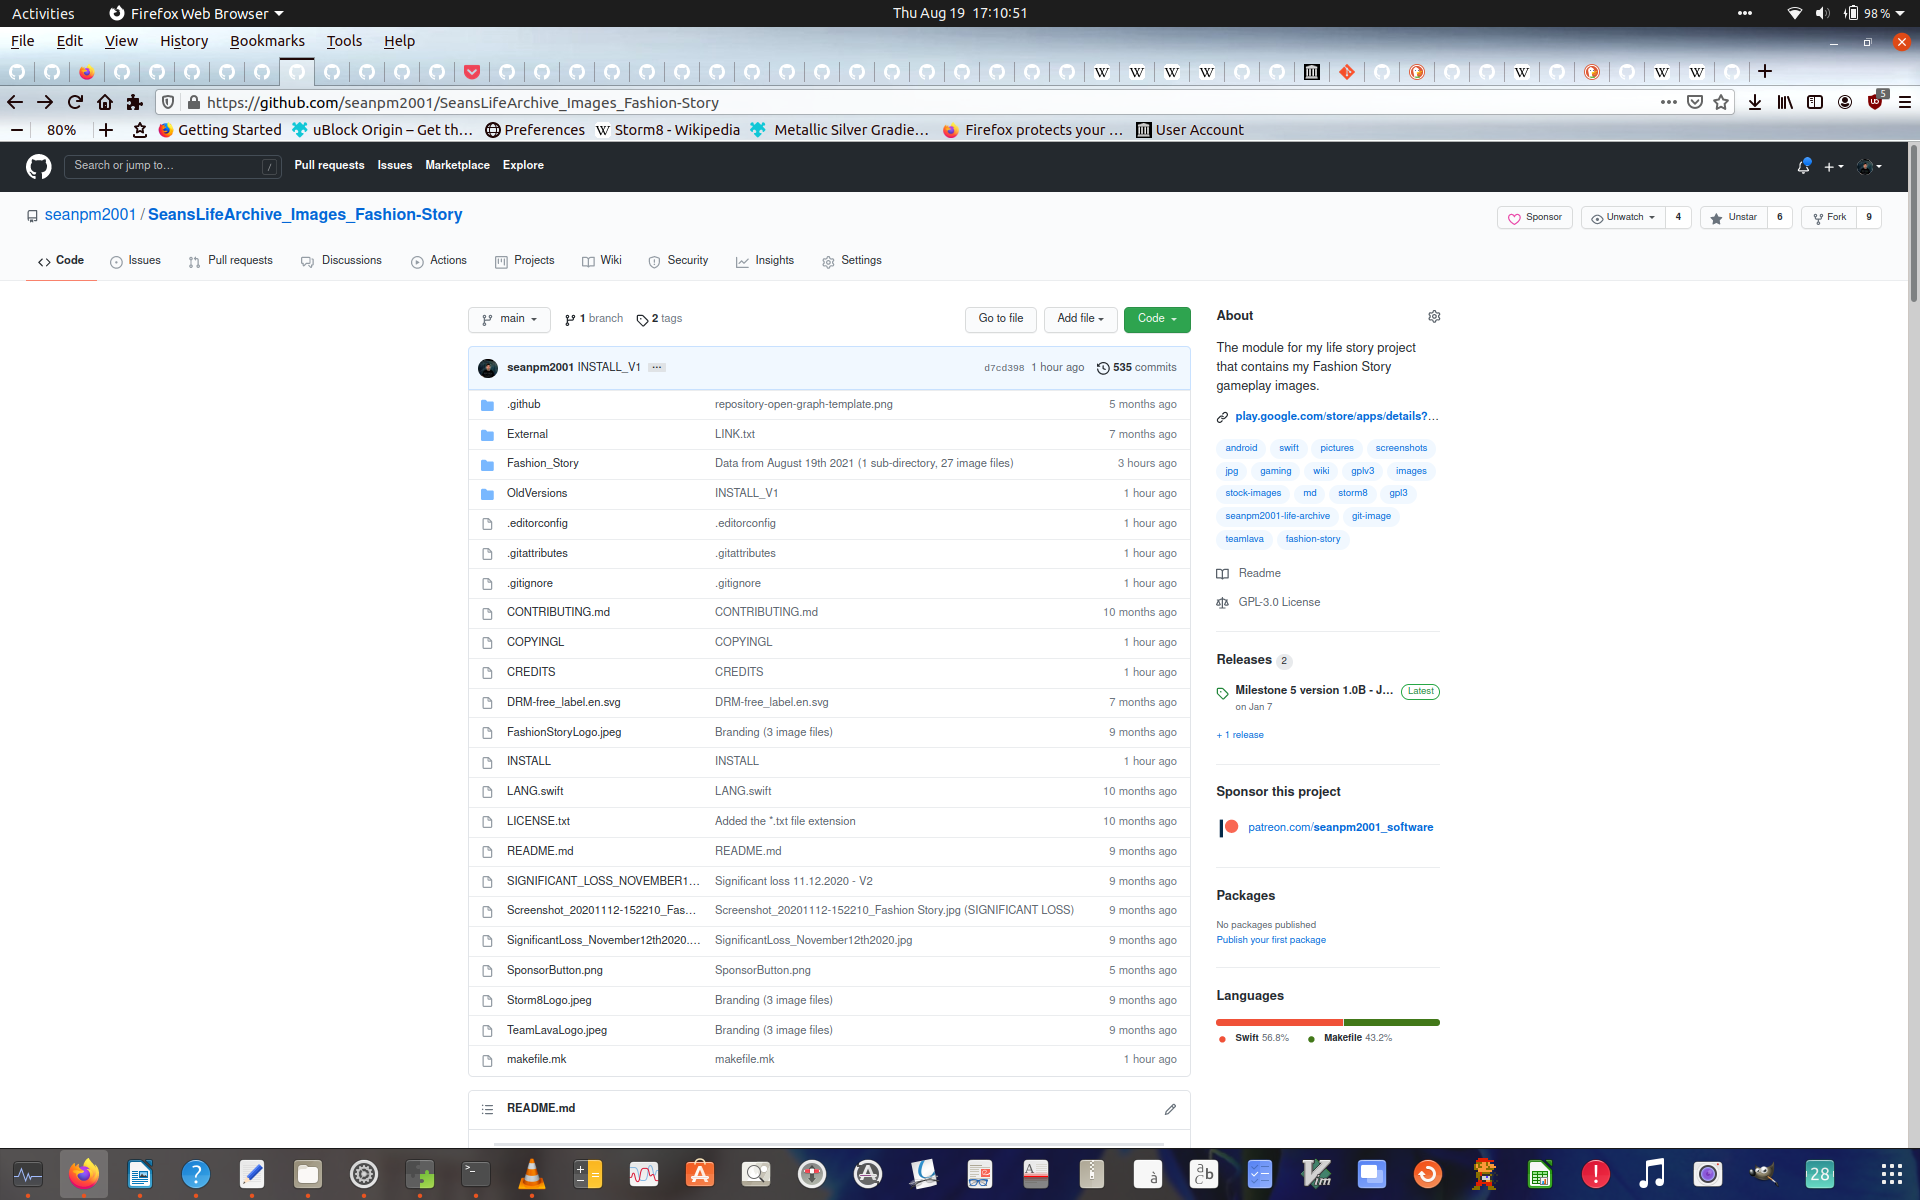 Activities Firefox Web Browser Thu Aug 19 17:10:51 98 %
File Edit View History Bookmarks Tools Help
https://github.com/seanpm2001/SeansLifeArchive_Images_Fashion-Story 5
80% Getting Started uBlock Origin – Get th… Preferences Storm8 - Wikipedia Metallic Silver Gradie… Firefox protects your … User Account
Search or jump to… / Pull requests Issues Marketplace Explore
seanpm2001 / SeansLifeArchive_Images_Fashion-Story Sponsor Unwatch 4 Unstar 6 Fork 9
Code Issues Pull requests Discussions Actions Projects Wiki Security Insights Settings
main 1 branch 2 tags Go to file Add file Code
seanpm2001 INSTALL_V1 ... d7cd398 1 hour ago 535 commits
.github repository-open-graph-template.png 5 months ago
External LINK.txt 7 months ago
Fashion_Story Data from August 19th 2021 (1 sub-directory, 27 image files) 3 hours ago
OldVersions INSTALL_V1 1 hour ago
.editorconfig .editorconfig 1 hour ago
.gitattributes .gitattributes 1 hour ago
.gitignore .gitignore 1 hour ago
CONTRIBUTING.md CONTRIBUTING.md 10 months ago
COPYINGL COPYINGL 1 hour ago
CREDITS CREDITS 1 hour ago
DRM-free_label.en.svg DRM-free_label.en.svg 7 months ago
FashionStoryLogo.jpeg Branding (3 image files) 9 months ago
INSTALL INSTALL 1 hour ago
LANG.swift LANG.swift 10 months ago
LICENSE.txt Added the *.txt file extension 10 months ago
README.md README.md 9 months ago
SIGNIFICANT_LOSS_NOVEMBER1… Significant loss 11.12.2020 - V2 9 months ago
Screenshot_20201112-152210_Fas… Screenshot_20201112-152210_Fashion Story.jpg (SIGNIFICANT LOSS) 9 months ago
SignificantLoss_November12th2020.… SignificantLoss_November12th2020.jpg 9 months ago
SponsorButton.png SponsorButton.png 5 months ago
Storm8Logo.jpeg Branding (3 image files) 9 months ago
TeamLavaLogo.jpeg Branding (3 image files) 9 months ago
makefile.mk makefile.mk 1 hour ago
README.md
About
The module for my life story project
that contains my Fashion Story
gameplay images.
play.google.com/store/apps/details?…
android swift pictures screenshots
jpg gaming wiki gplv3 images
stock-images md storm8 gpl3
seanpm2001-life-archive git-image
teamlava fashion-story
Readme
GPL-3.0 License
Releases 2
Milestone 5 version 1.0B - J… Latest
on Jan 7
+ 1 release
Sponsor this project
patreon.com/seanpm2001_software
Packages
No packages published
Publish your first package
Languages
Swift 56.8% Makefile 43.2%
28